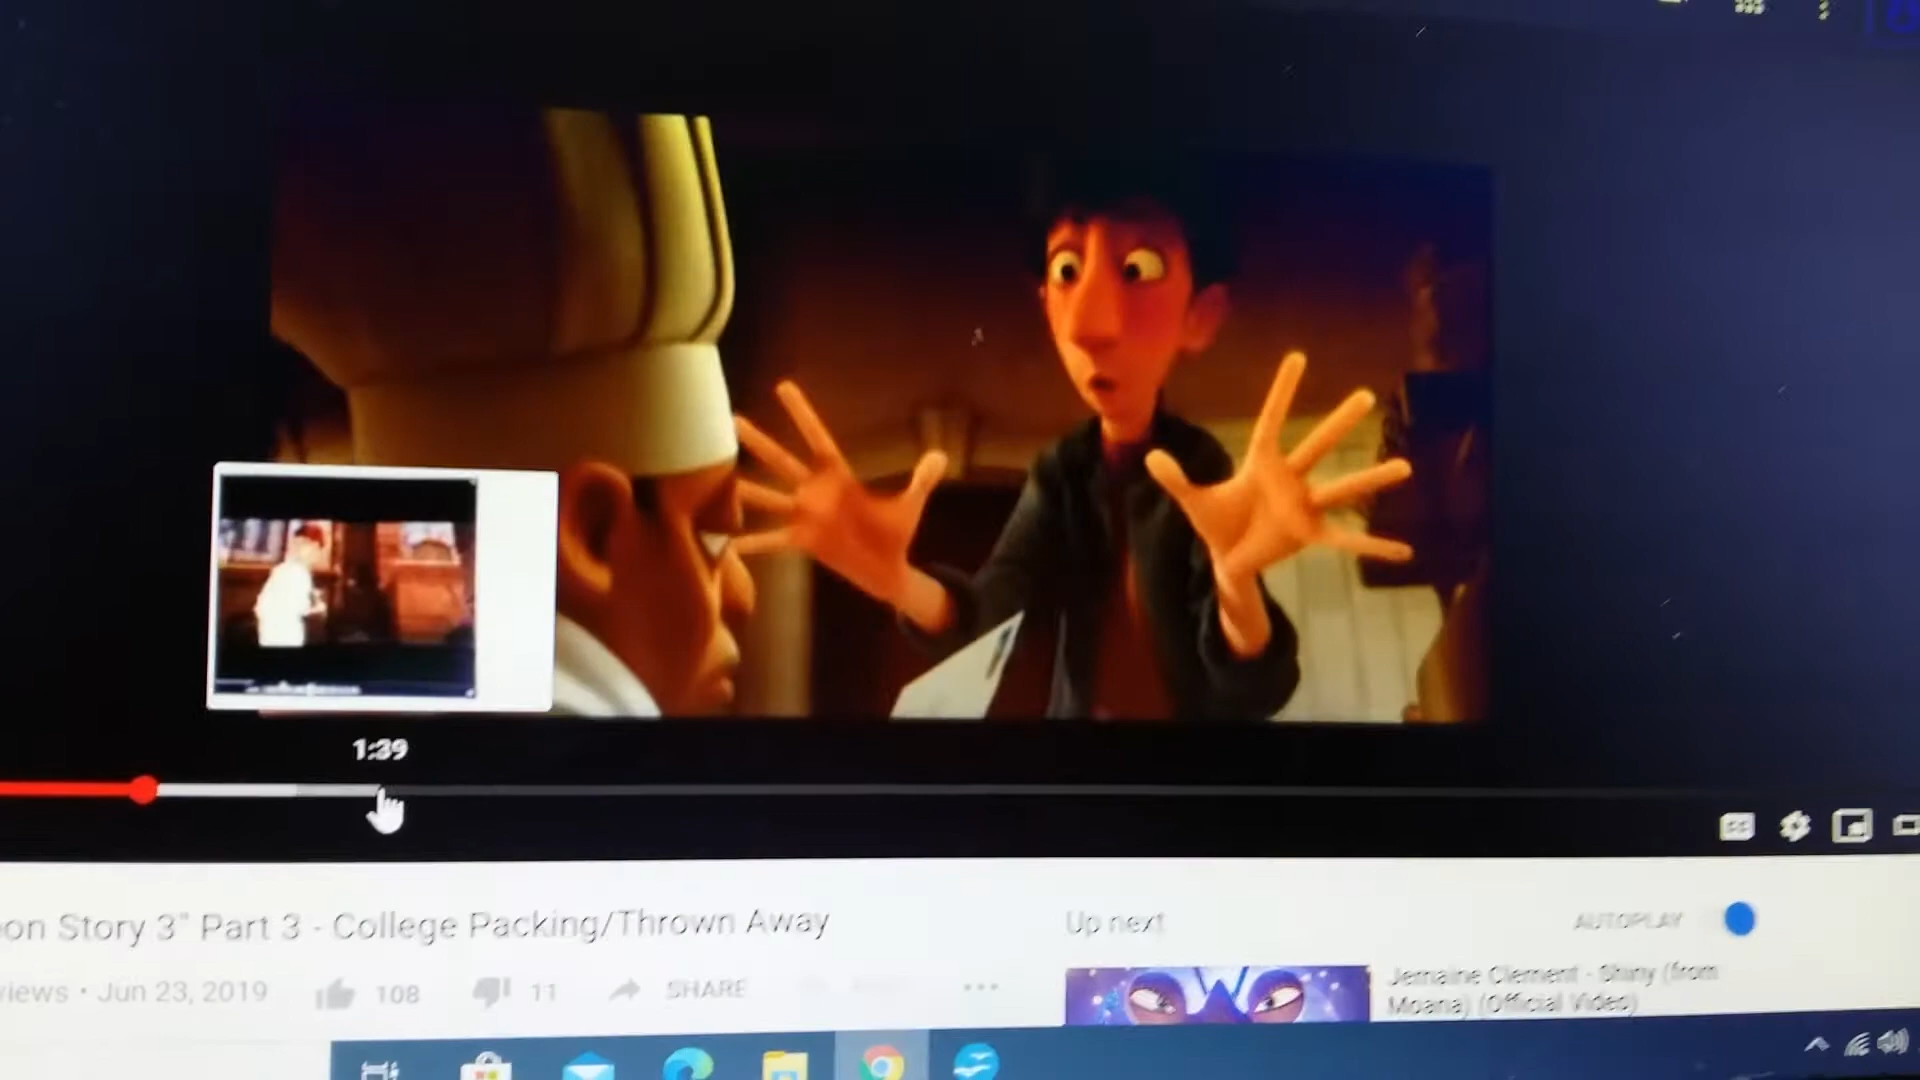 1:39
on Story 3" Part 3 - College Packing/Thrown Away
views • Jun 23, 2019
108
11
SHARE
Up next
AUTOPLAY
Jemaine Clement - Shiny (from
Moana) (Official Video)